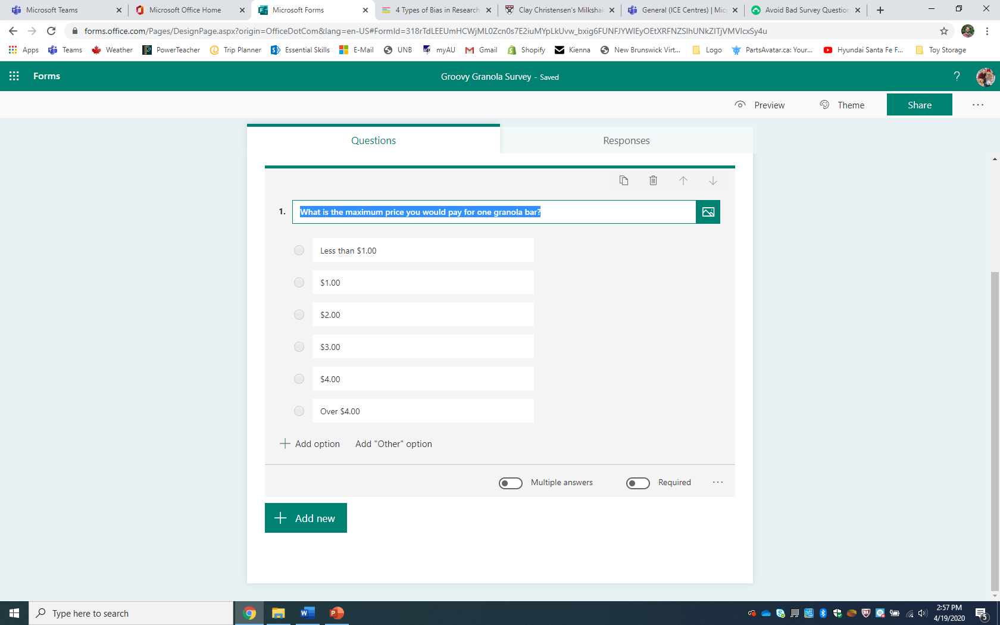 Microsoft Teams
Microsoft Office Home
Microsoft Forms
4 Types of Bias in Research
Clay Christensen's Milksha
General (ICE Centres) | Mic
Avoid Bad Survey Question
forms.office.com/Pages/DesignPage.aspx?origin=OfficeDotCom&lang=en-US#FormId=318rTdLEEUmHCWjML0Zcn0s7E2iuMYpLkUvw_bxig6FUNFJYWlEyOEtXRFNZSlhUNkZITjVMVlcxSy4u
Apps
Teams
Weather
PowerTeacher
Trip Planner
Essential Skills
E-Mail
UNB
myAU
Gmail
Shopify
Kienna
New Brunswick Virt...
Logo
PartsAvatar.ca: Your...
Hyundai Santa Fe F...
Toy Storage
Forms
Groovy Granola Survey - Saved
?
Preview
Theme
Share
Questions
Responses
1. What is the maximum price you would pay for one granola bar?
Less than $1.00
$1.00
$2.00
$3.00
$4.00
Over $4.00
Add option
Add "Other" option
Multiple answers
Required
Add new
Type here to search
2:57 PM
4/19/2020
5